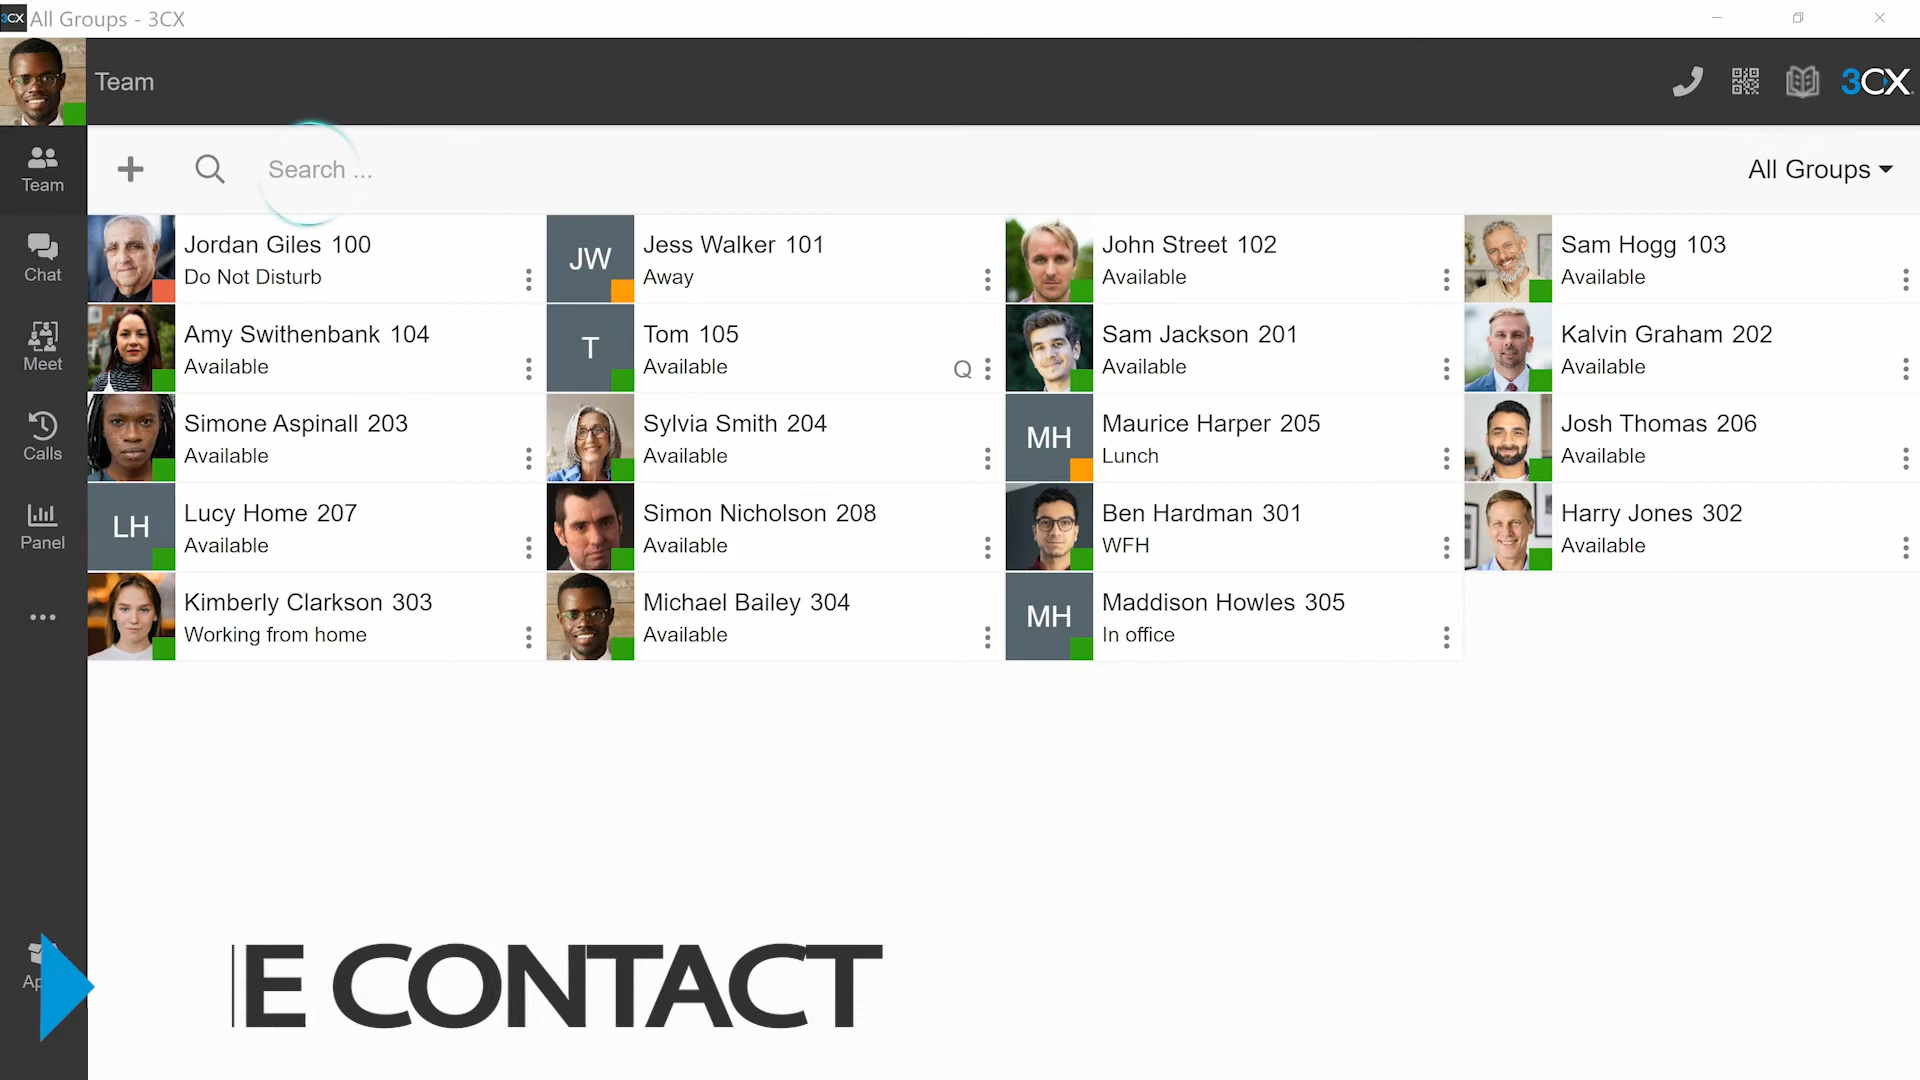 3CX All Groups - 3CX
Team
3CX
Team
Search ...
All Groups
Chat
Meet
Calls
Panel
Jordan Giles 100
Do Not Disturb
JW
Jess Walker 101
Away
John Street 102
Available
Sam Hogg 103
Available
Amy Swithenbank 104
Available
T
Tom 105
Available
Q
Sam Jackson 201
Available
Kalvin Graham 202
Available
Simone Aspinall 203
Available
Sylvia Smith 204
Available
MH
Maurice Harper 205
Lunch
Josh Thomas 206
Available
LH
Lucy Home 207
Available
Simon Nicholson 208
Available
Ben Hardman 301
WFH
Harry Jones 302
Available
Kimberly Clarkson 303
Working from home
Michael Bailey 304
Available
MH
Maddison Howles 305
In office
E CONTACT